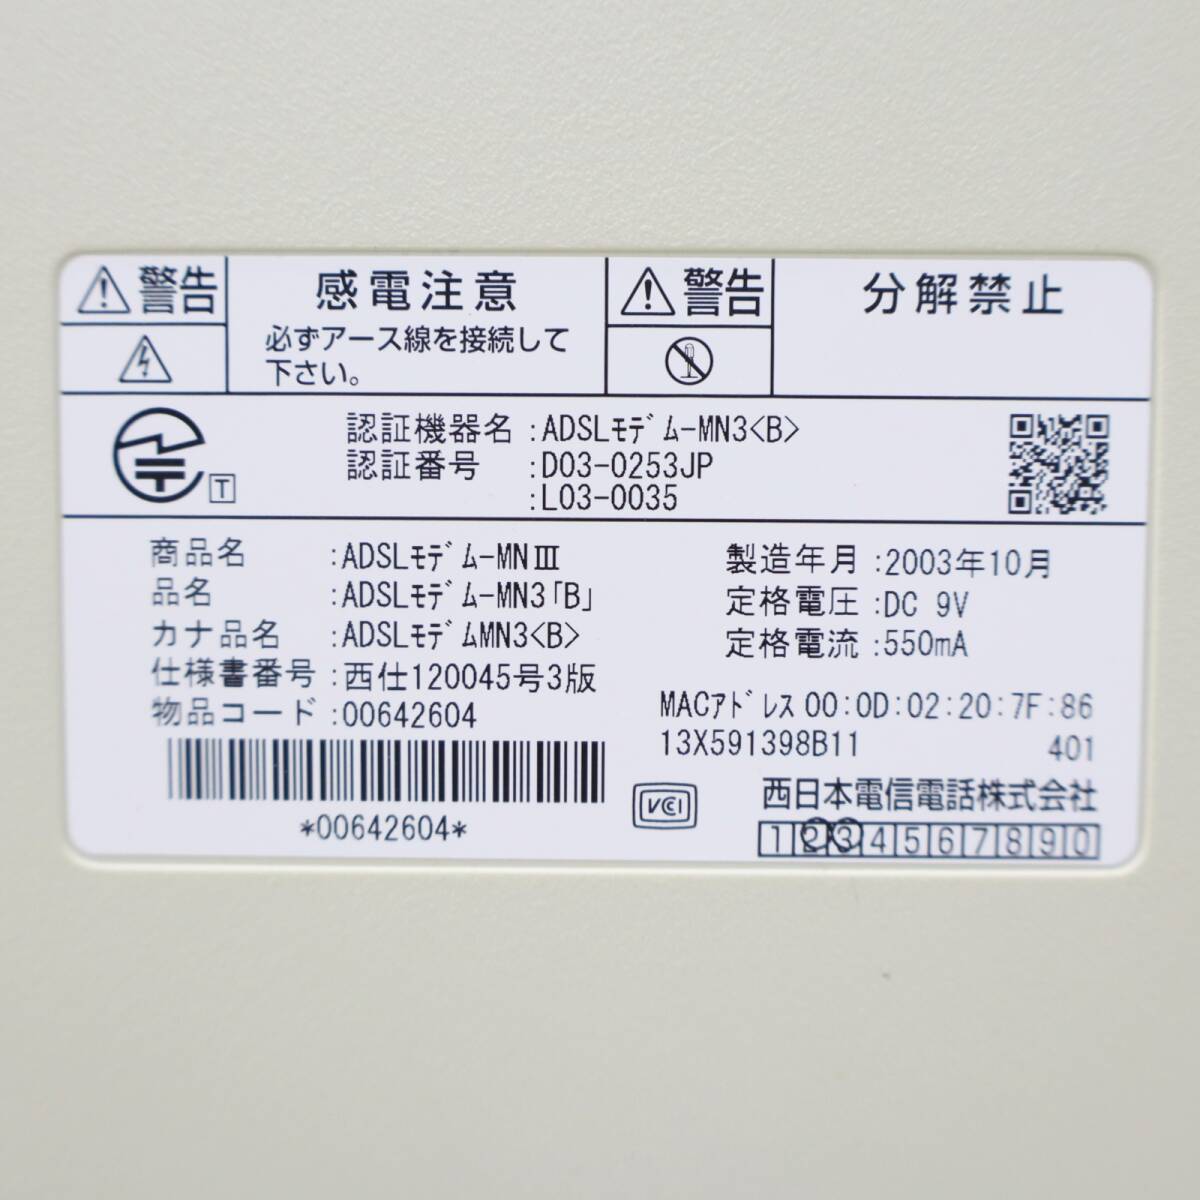 警告
感電注意
必ずアース線を接続して
下さい。
警告
分解禁止
認証機器名 :ADSLﾓﾃﾞﾑ-MN3<B>
認証番号 :D03-0253JP
:L03-0035
T
商品名 :ADSLﾓﾃﾞﾑ-MNⅢ
品名 :ADSLﾓﾃﾞﾑ-MN3「B」
カナ品名 :ADSLﾓﾃﾞﾑMN3<B>
仕様書番号 :西仕120045号3版
物品コード :00642604
*00642604*
製造年月 :2003年10月
定格電圧 :DC 9V
定格電流 :550mA
MACｱﾄﾞﾚｽ 00:0D:02:20:7F:86
13X591398B11 401
VCCI
西日本電信電話株式会社
1 2 3 4 5 6 7 8 9 0